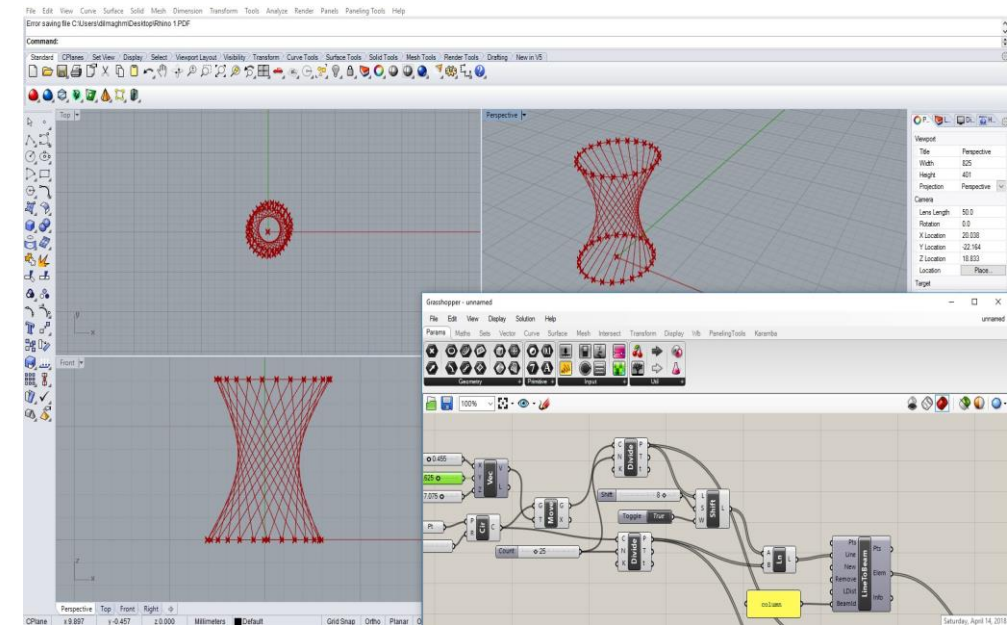 File Edit View Curve Surface Solid Mesh Dimension Transform Tools Analyze Render Panels Paneling Tools Help
Error saving file C:\Users\dilmaghm\Desktop\Rhino 1.PDF
Command:
Standard CPlanes Set View Display Select Viewport Layout Visibility Transform Curve Tools Surface Tools Solid Tools Mesh Tools Render Tools Drafting New in V5
Top
Perspective
P.. L.. Di.. H..
Viewport
Title Perspective
Width 825
Height 401
Projection Perspective
Camera
Lens Length 50.0
Rotation 0.0
X Location 20.038
Y Location -22.164
Z Location 18.833
Location Place...
Target
y
x
Front
z
x
Grasshopper - unnamed
File Edit View Display Solution Help unnamed
Params Maths Sets Vector Curve Surface Mesh Intersect Transform Display PanelingTools Karamba
Geometry Primitive Input Util
100%
0.455
.625
7.075
X Y Z Vec V L
Pt
P R Cir C
G T Move G X
C N K Divide P T t
Shift 8
Toggle True
L S W Shift L
Count 25
C N K Divide P T t
A B Ln L
Pts Line New Remove LDist BeamId LineToBeam Pts Elem Info
column
Perspective Top Front Right
CPlane x 9.897 y -0.457 z 0.000 Millimeters Default Grid Snap Ortho Planar O
Saturday, April 14, 2018